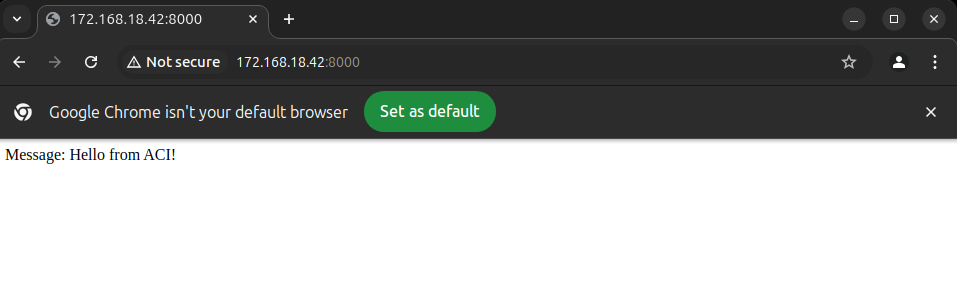 172.168.18.42:8000
Not secure 172.168.18.42:8000
Google Chrome isn't your default browser Set as default
Message: Hello from ACI!